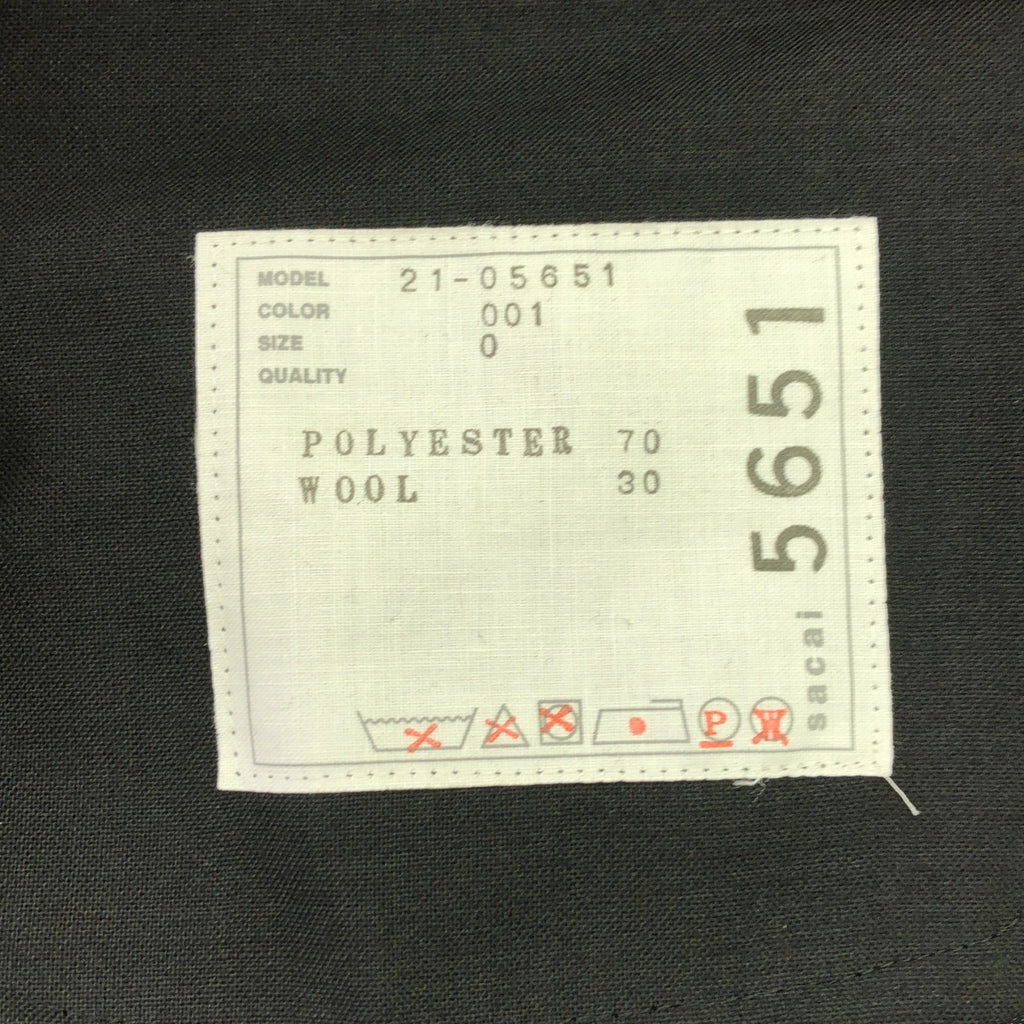 MODEL 21-05651
COLOR 001
SIZE 0
QUALITY
POLYESTER 70
WOOL 30
P W
sacai 5651